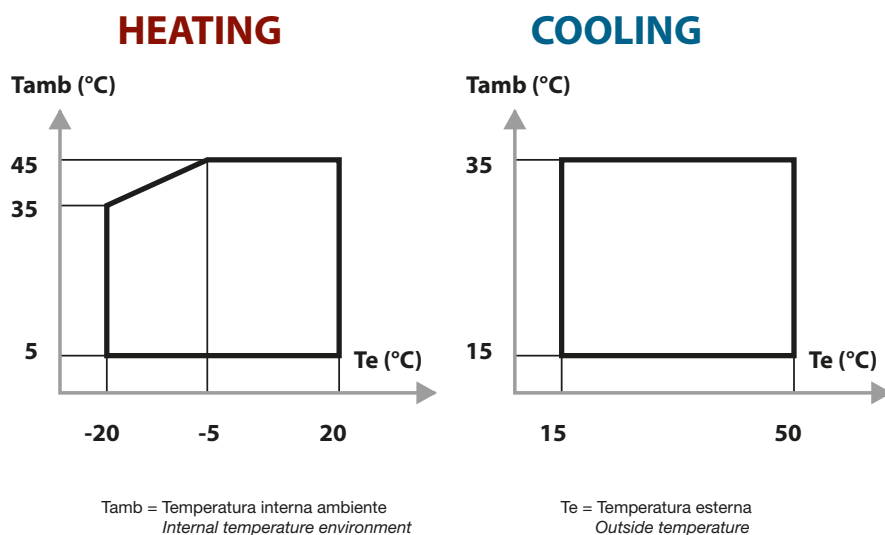 HEATING
Tamb (°C)
45
35
5
Te (°C)
-20 -5 20
COOLING
Tamb (°C)
35
15
Te (°C)
15 50
Tamb = Temperatura interna ambiente
Internal temperature environment
Te = Temperatura esterna
Outside temperature